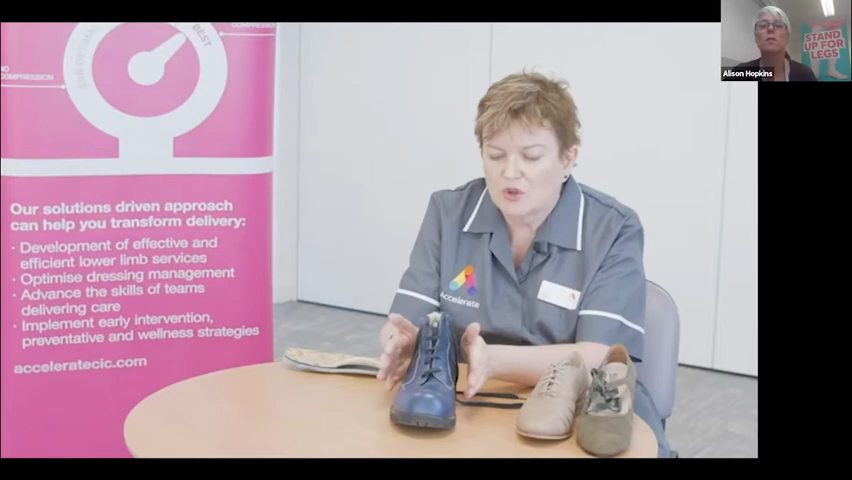 BEST
NO
COMPRESSION
Our solutions driven approach
can help you transform delivery:
· Development of effective and
efficient lower limb services
· Optimise dressing management
· Advance the skills of teams
delivering care
· Implement early intervention,
preventative and wellness strategies
acceleratecic.com
Accelerate
STAND
UP FOR
LEGS
Alison Hopkins